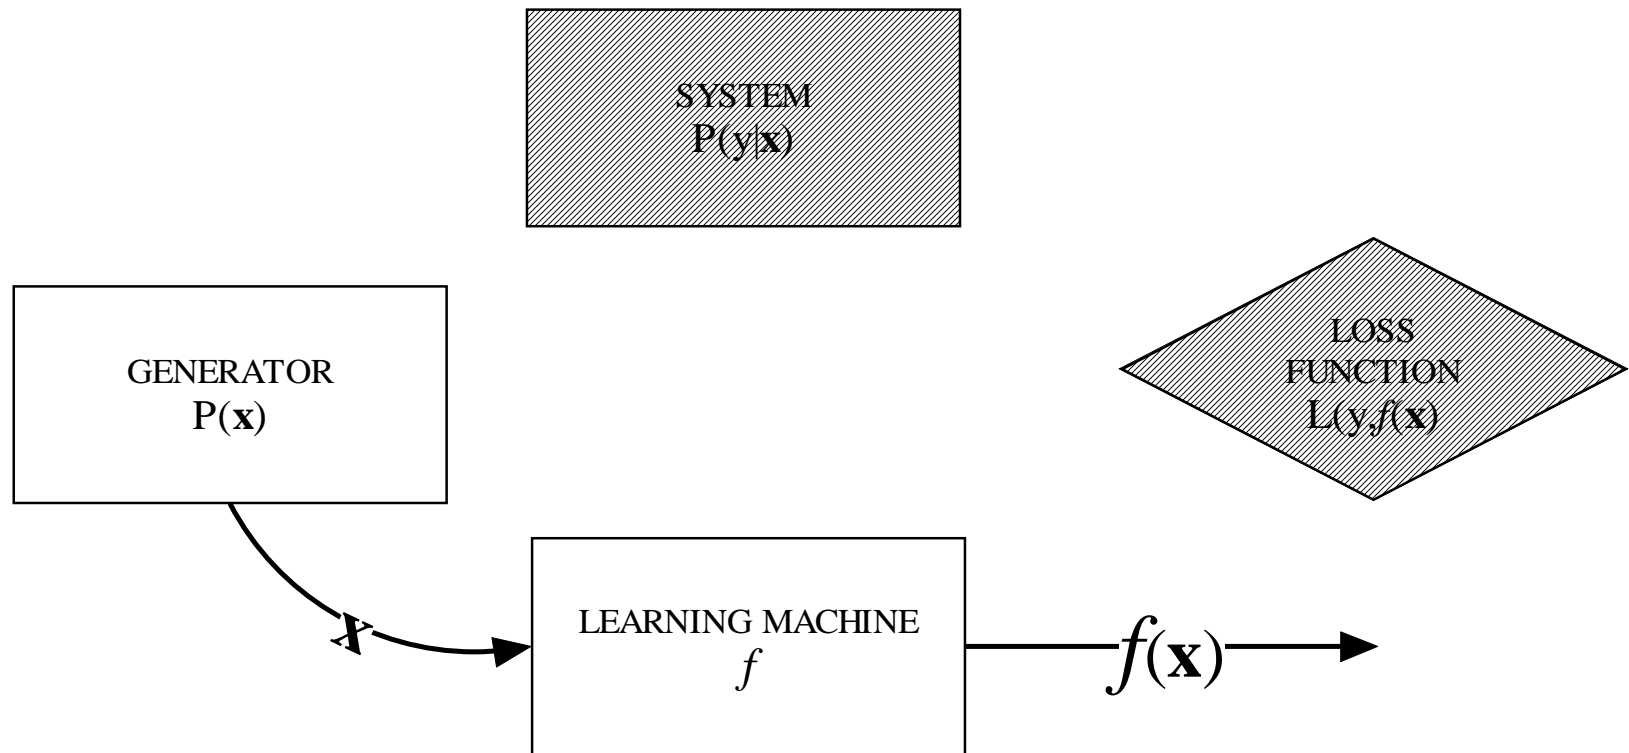 SYSTEM
P(y|x)
LOSS
FUNCTION
L(y,f(x)
GENERATOR
P(x)
x
LEARNING MACHINE
f
f(x)